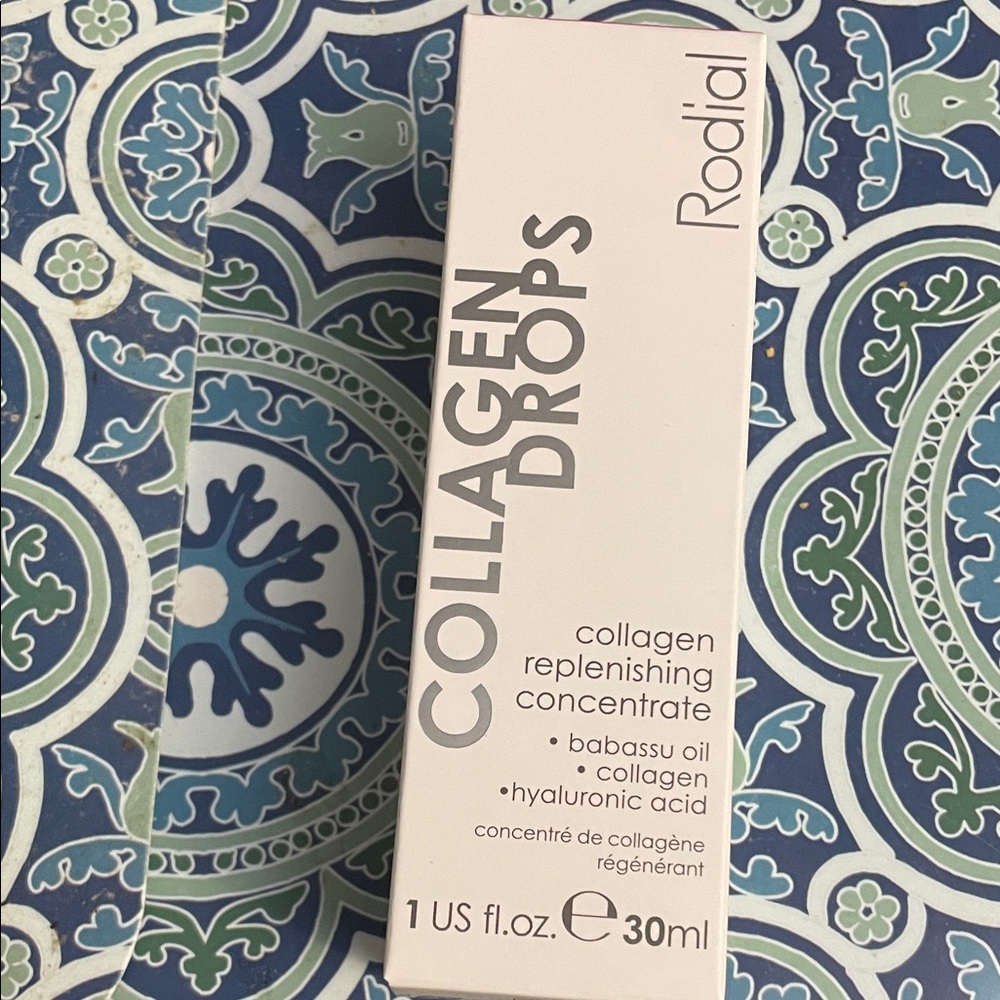 Rodial
COLLAGEN
DROPS
collagen
replenishing
concentrate
• babassu oil
• collagen
•hyaluronic acid
concentré de collagène
régénérant
1 US fl.oz. e 30ml